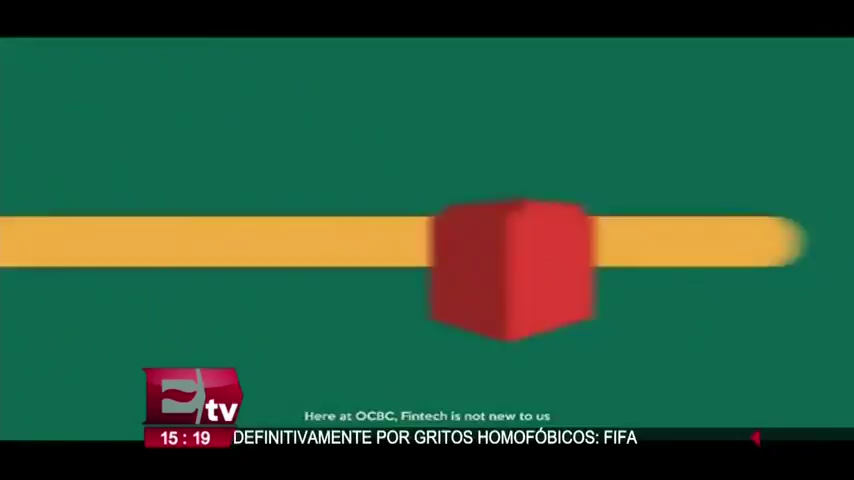 Here at OCBC, Fintech is not new to us
tv
15 : 19 DEFINITIVAMENTE POR GRITOS HOMOFÓBICOS: FIFA